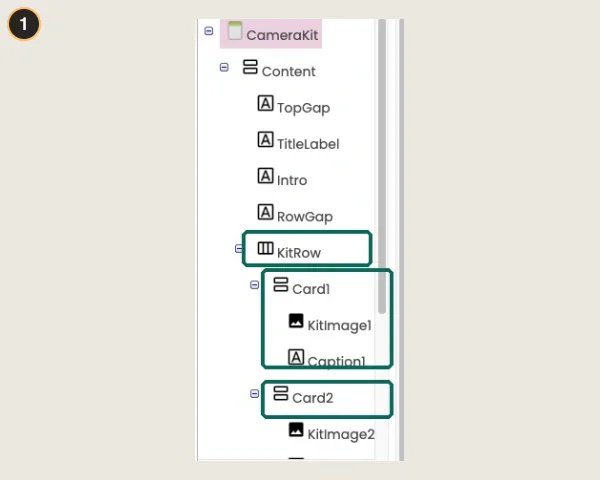 1
CameraKit
Content
TopGap
TitleLabel
Intro
RowGap
KitRow
Card1
KitImage1
Caption1
Card2
KitImage2